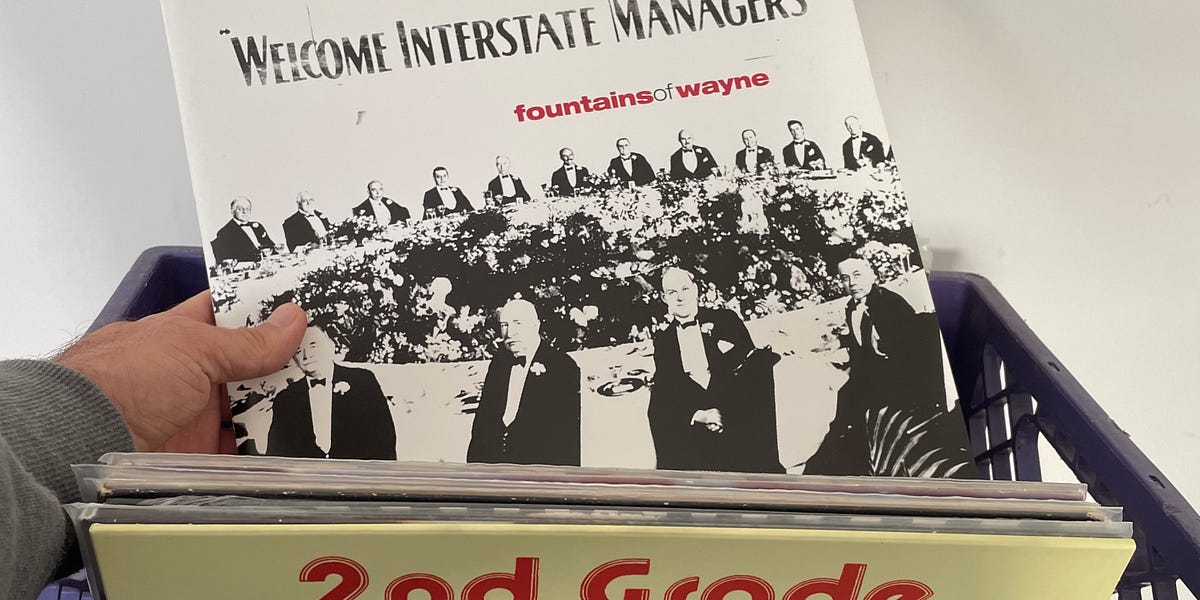 "WELCOME INTERSTATE MANAGERS
fountainsofwayne
2nd Grade